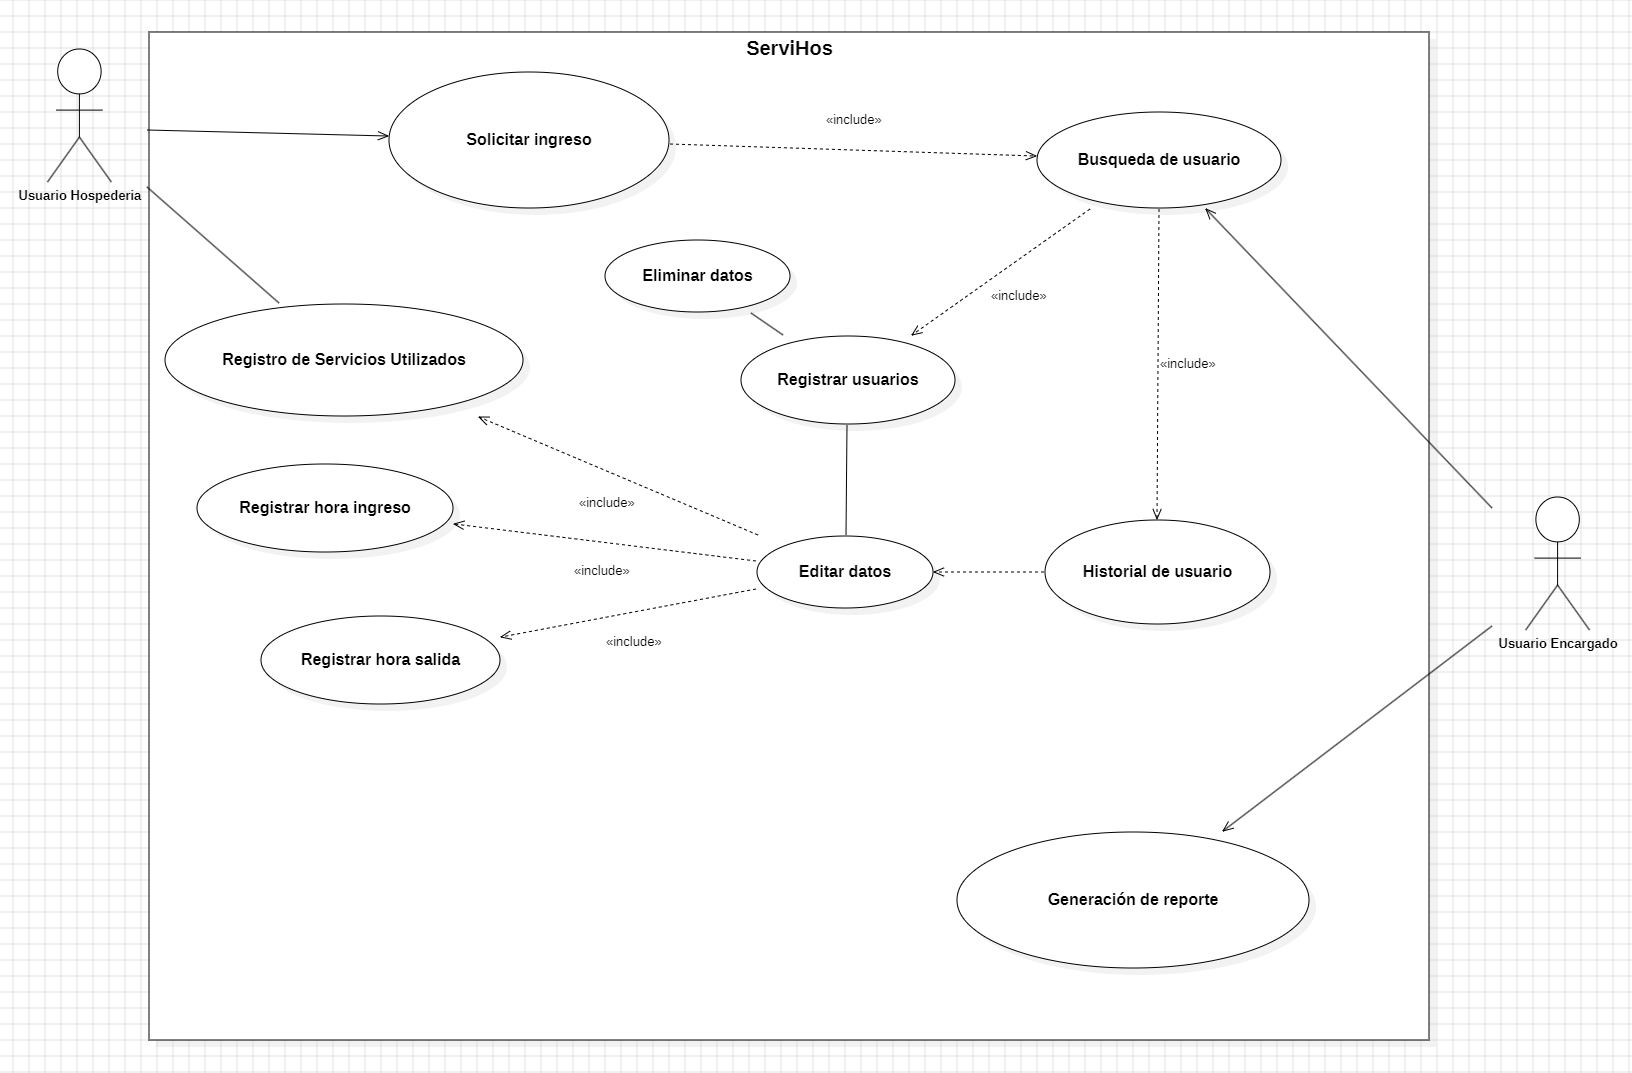 ServiHos
Usuario Hospederia
Solicitar ingreso
«include»
Busqueda de usuario
Eliminar datos
«include»
Registro de Servicios Utilizados
Registrar usuarios
«include»
Registrar hora ingreso
«include»
«include»
Editar datos
Historial de usuario
Registrar hora salida
«include»
Usuario Encargado
Generación de reporte